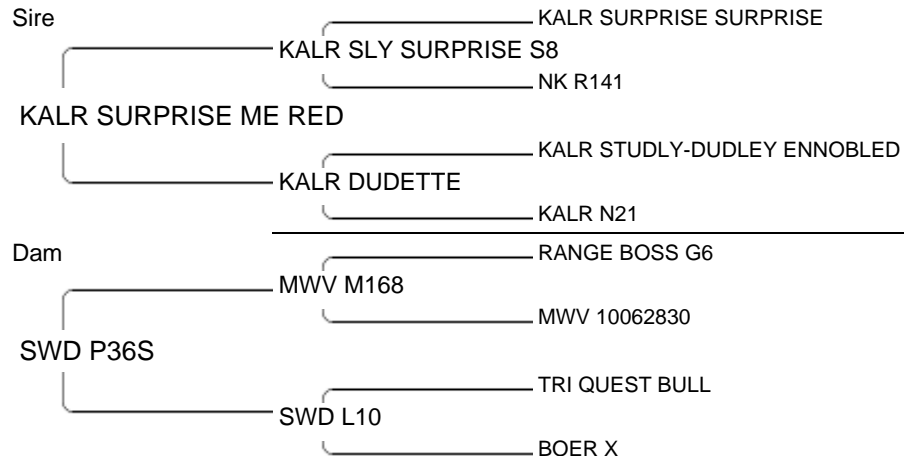 Sire
KALR SURPRISE SURPRISE
KALR SLY SURPRISE S8
NK R141
KALR SURPRISE ME RED
KALR STUDLY-DUDLEY ENNOBLED
KALR DUDETTE
KALR N21
Dam
RANGE BOSS G6
MWV M168
MWV 10062830
SWD P36S
TRI QUEST BULL
SWD L10
BOER X